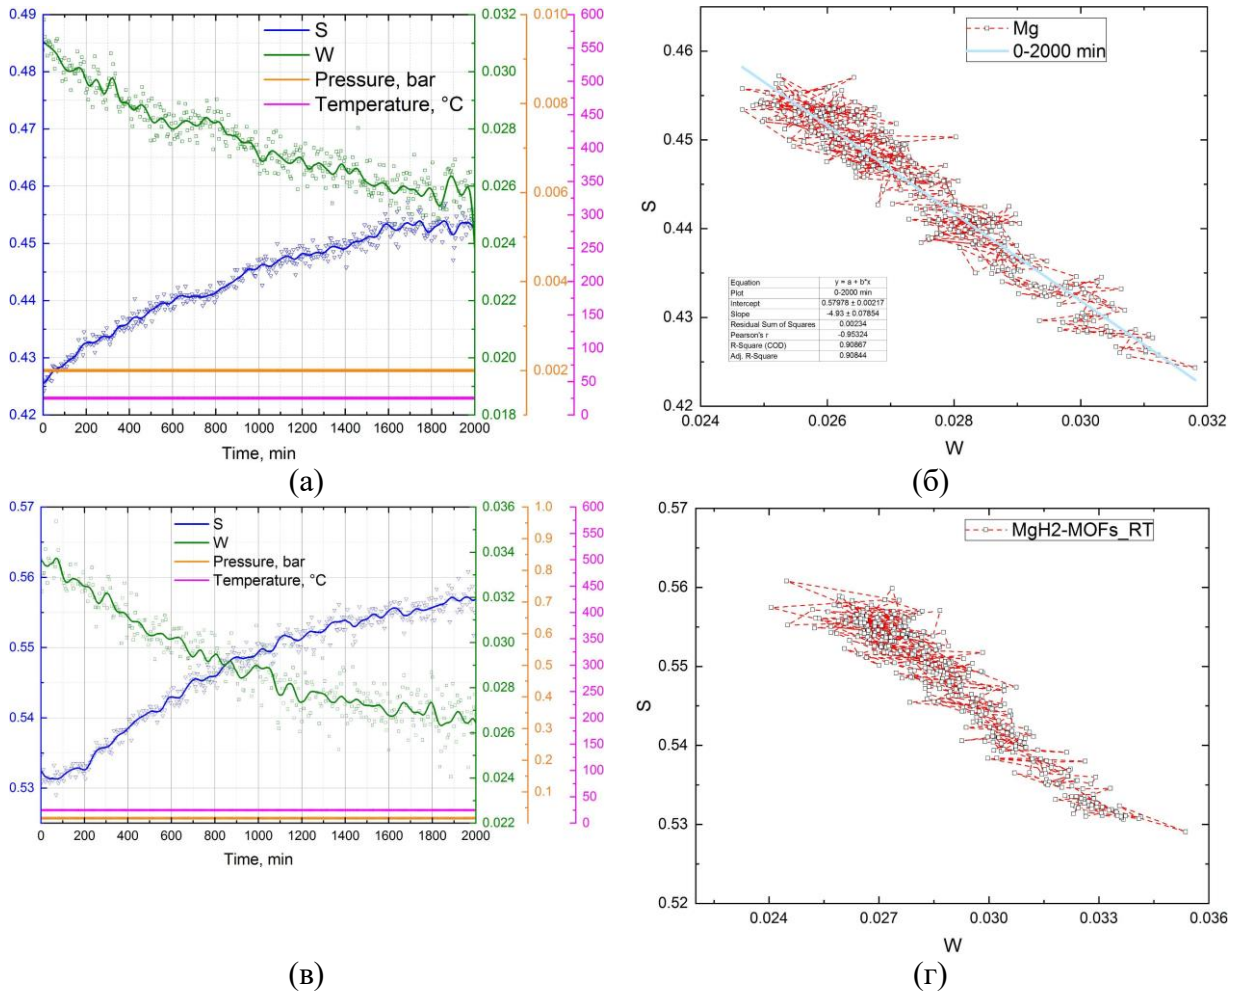 0.49
0.48
0.47
0.46
0.45
0.44
0.43
0.42
0 200 400 600 800 1000 1200 1400 1600 1800 2000
Time, min
S
W
Pressure, bar
Temperature, °C
0.032
0.030
0.028
0.026
0.024
0.022
0.020
0.018
0.010
0.008
0.006
0.004
0.002
600
550
500
450
400
350
300
250
200
150
100
50
0
(а)
S
0.46
0.45
0.44
0.43
0.42
0.024 0.026 0.028 0.030 0.032
W
Mg
0-2000 min
Equation y = a + b*x
Plot 0-2000 min
Intercept 0.57978 ± 0.00217
Slope -4.93 ± 0.07854
Residual Sum of Squares 0.00234
Pearson's r -0.95324
R-Square (COD) 0.90867
Adj. R-Square 0.90844
(б)
0.57
0.56
0.55
0.54
0.53
0 200 400 600 800 1000 1200 1400 1600 1800 2000
Time, min
S
W
Pressure, bar
Temperature, °C
0.036
0.034
0.032
0.030
0.028
0.026
0.024
0.022
1.0
0.9
0.8
0.7
0.6
0.5
0.4
0.3
0.2
0.1
600
550
500
450
400
350
300
250
200
150
100
50
0
(в)
S
0.57
0.56
0.55
0.54
0.53
0.52
0.024 0.027 0.030 0.033 0.036
W
MgH2-MOFs_RT
(г)